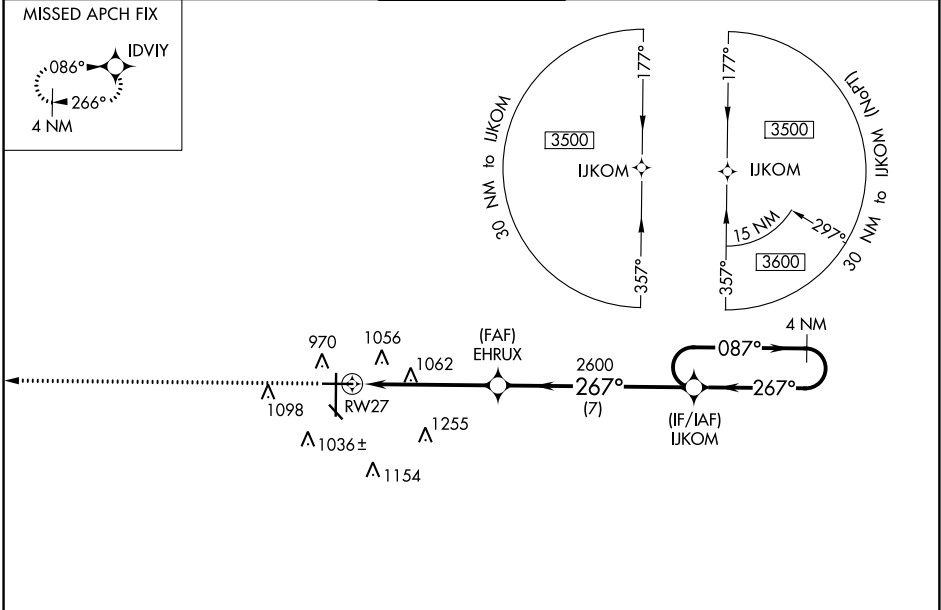 MISSED APCH FIX
IDVIY
086°
266°
4 NM
30 NM to IJKOM
177°
3500
IJKOM
357°
30 NM to IJKOM (NoPT)
177°
3500
IJKOM
15 NM
297°
3600
357°
4 NM
087°
267°
(IF/IAF)
IJKOM
2600
267°
(7)
(FAF)
EHRUX
970
1056
1062
RW27
1098
1255
1036±
1154